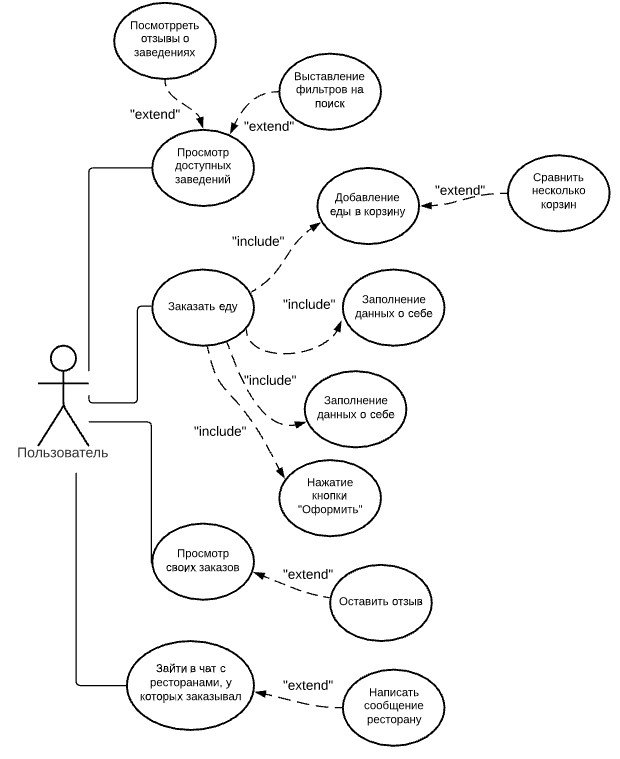 Посмотррeть
отзывы о
заведениях
Выставление
фильтров на
поиск
"extend"
"extend"
Просмотр
доступных
заведений
Добавление
еды в корзину
"extend"
Сравнить
несколько
корзин
"include"
Заказать еду
"include"
Заполнение
данных о себе
"include"
Заполнение
данных о себе
"include"
Пользователь
Нажатие
кнопки
"Оформить"
Просмотр
своих заказов
"extend"
Оставить отзыв
Зайти в чат с
ресторанами, у
которых заказывал
"extend"
Написать
сообщение
ресторану